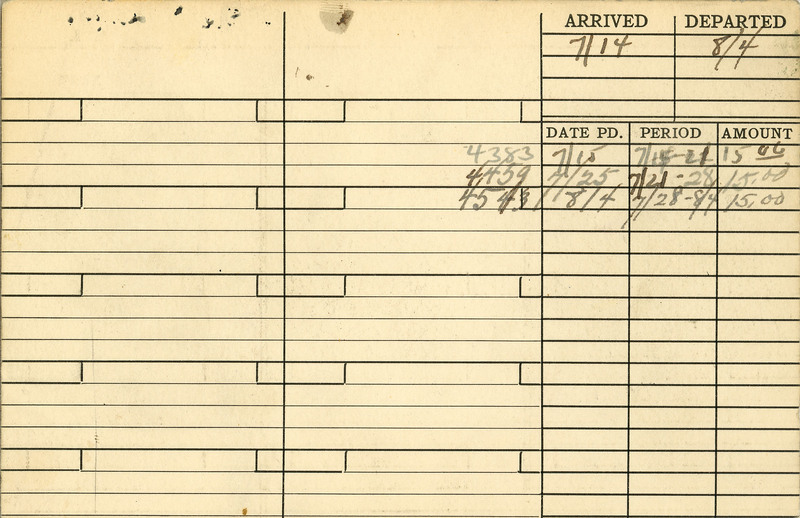 ARRIVED DEPARTED
7/14 8/4
DATE PD. PERIOD AMOUNT
4383 7/15 7/15-21 15.00
4459 7/25 7/21-28 15.00
4543 8/4 7/28-8/4 15.00